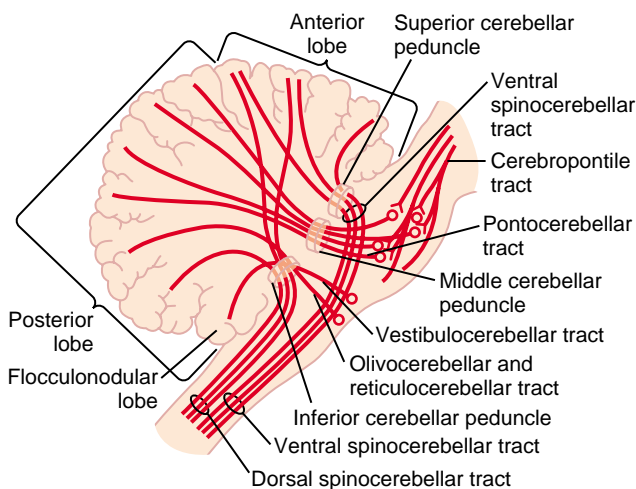 Anterior
lobe
Superior cerebellar
peduncle
Ventral
spinocerebellar
tract
Cerebropontile
tract
Pontocerebellar
tract
Middle cerebellar
peduncle
Vestibulocerebellar tract
Olivocerebellar and
reticulocerebellar
tract
Posterior
lobe
Flocculonodular
lobe
Inferior cerebellar peduncle
Ventral spinocerebellar tract
Dorsal spinocerebellar tract